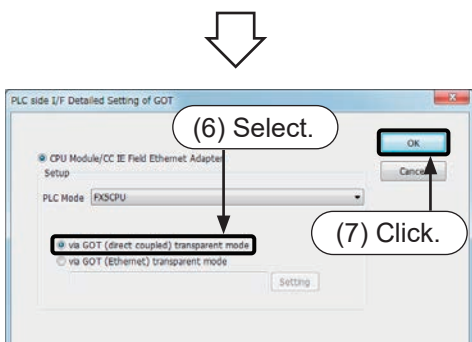 PLC side I/F Detailed Setting of GOT
(6) Select.
OK
CPU Module/CC IE Field Ethernet Adapter
Setup
Cancel
PLC Mode FX5CPU
(7) Click.
via GOT (direct coupled) transparent mode
via GOT (Ethernet) transparent mode
Setting